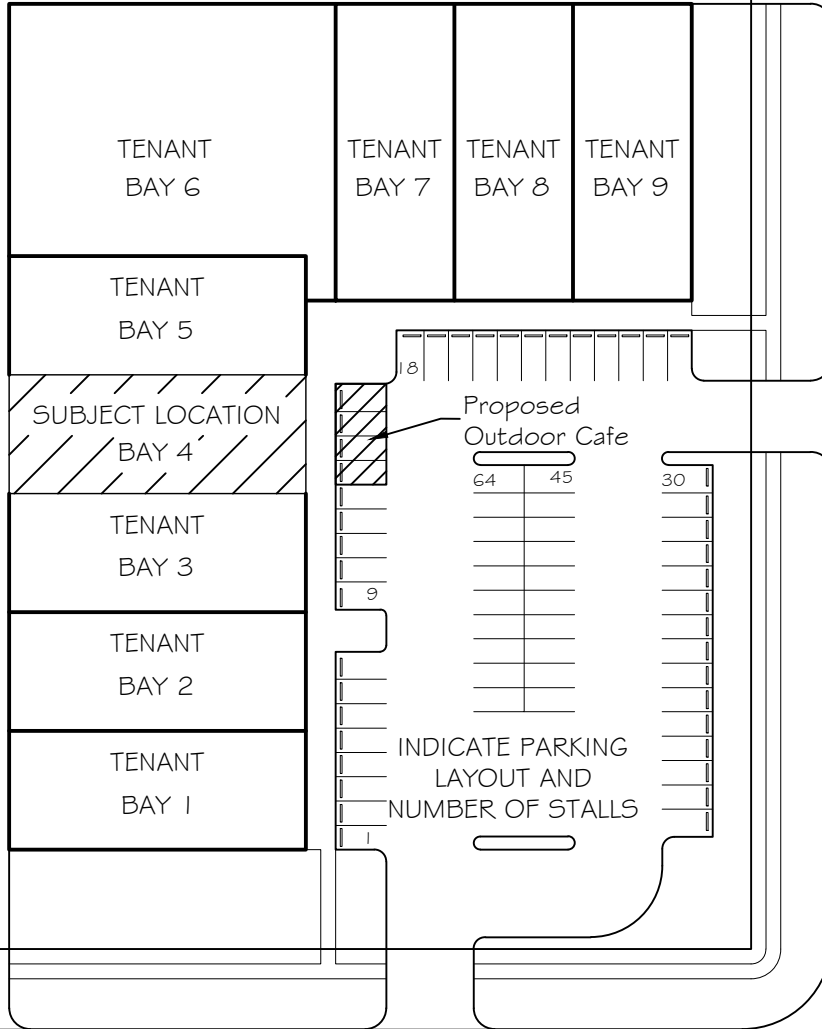 TENANT
BAY 6
TENANT
BAY 7
TENANT
BAY 8
TENANT
BAY 9
TENANT
BAY 5
18
SUBJECT LOCATION
BAY 4
Proposed
Outdoor Cafe
64
45
30
TENANT
BAY 3
9
TENANT
BAY 2
TENANT
BAY 1
INDICATE PARKING
LAYOUT AND
NUMBER OF STALLS
1